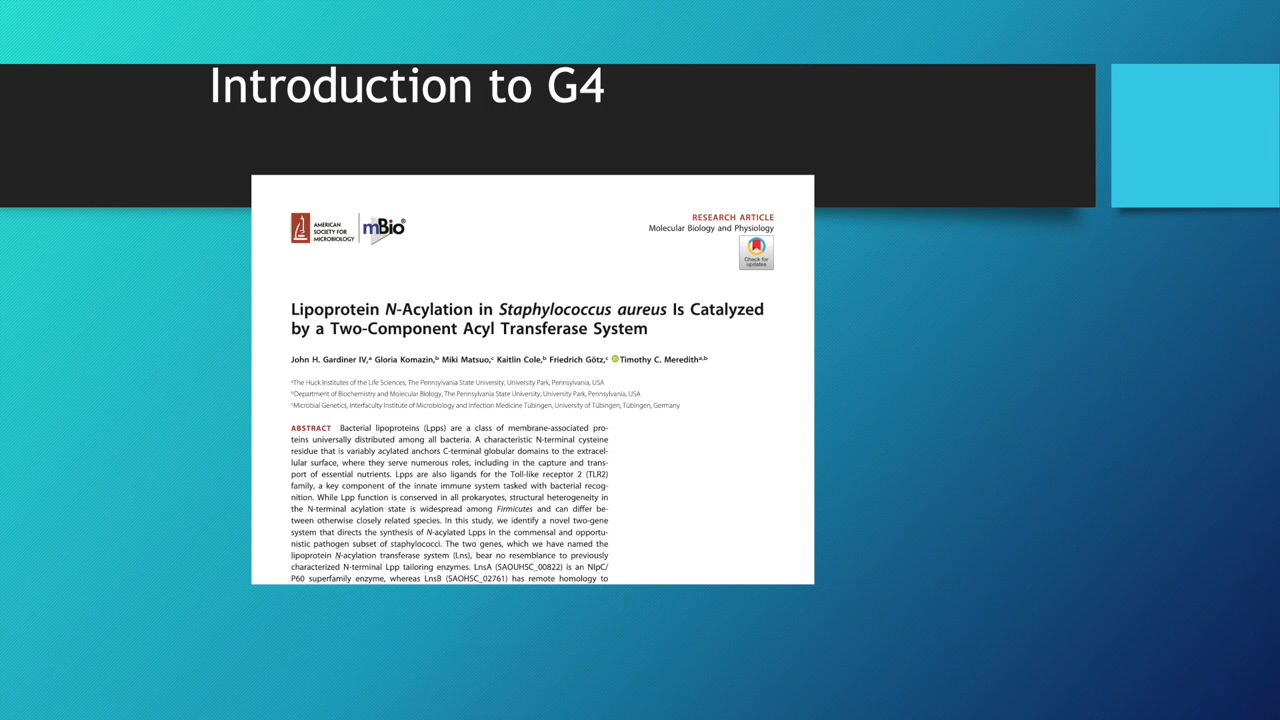 Introduction to G4
AMERICAN
SOCIETY FOR
MICROBIOLOGY
mBio®
RESEARCH ARTICLE
Molecular Biology and Physiology
Check for
updates
Lipoprotein N-Acylation in Staphylococcus aureus Is Catalyzed
by a Two-Component Acyl Transferase System
John H. Gardiner IV,ᵃ Gloria Komazin,ᵇ Miki Matsuo,ᶜ Kaitlin Cole,ᵇ Friedrich Götz,ᶜ Timothy C. Mereditha,b
ᵃThe Huck Institutes of the Life Sciences, The Pennsylvania State University, University Park, Pennsylvania, USA
ᵇDepartment of Biochemistry and Molecular Biology, The Pennsylvania State University, University Park, Pennsylvania, USA
ᶜMicrobial Genetics, Interfaculty Institute of Microbiology and Infection Medicine Tübingen, University of Tübingen, Tübingen, Germany
ABSTRACT Bacterial lipoproteins (Lpps) are a class of membrane-associated pro-
teins universally distributed among all bacteria. A characteristic N-terminal cysteine
residue that is variably acylated anchors C-terminal globular domains to the extracel-
lular surface, where they serve numerous roles, including in the capture and trans-
port of essential nutrients. Lpps are also ligands for the Toll-like receptor 2 (TLR2)
family, a key component of the innate immune system tasked with bacterial recog-
nition. While Lpp function is conserved in all prokaryotes, structural heterogeneity in
the N-terminal acylation state is widespread among Firmicutes and can differ be-
tween otherwise closely related species. In this study, we identify a novel two-gene
system that directs the synthesis of N-acylated Lpps in the commensal and opportu-
nistic pathogen subset of staphylococci. The two genes, which we have named the
lipoprotein N-acylation transferase system (Lns), bear no resemblance to previously
characterized N-terminal Lpp tailoring enzymes. LnsA (SAOUHSC_00822) is an NlpC/
P60 superfamily enzyme, whereas LnsB (SAOHSC_02761) has remote homology to